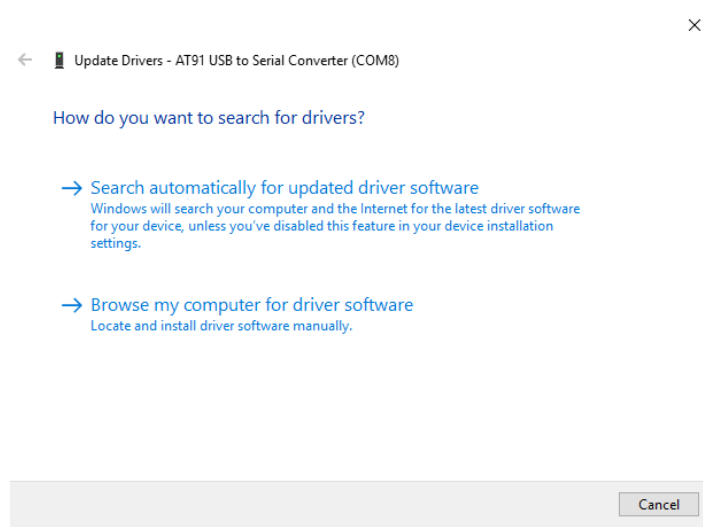 Update Drivers - AT91 USB to Serial Converter (COM8)
How do you want to search for drivers?
Search automatically for updated driver software
Windows will search your computer and the Internet for the latest driver software
for your device, unless you've disabled this feature in your device installation
settings.
Browse my computer for driver software
Locate and install driver software manually.
Cancel